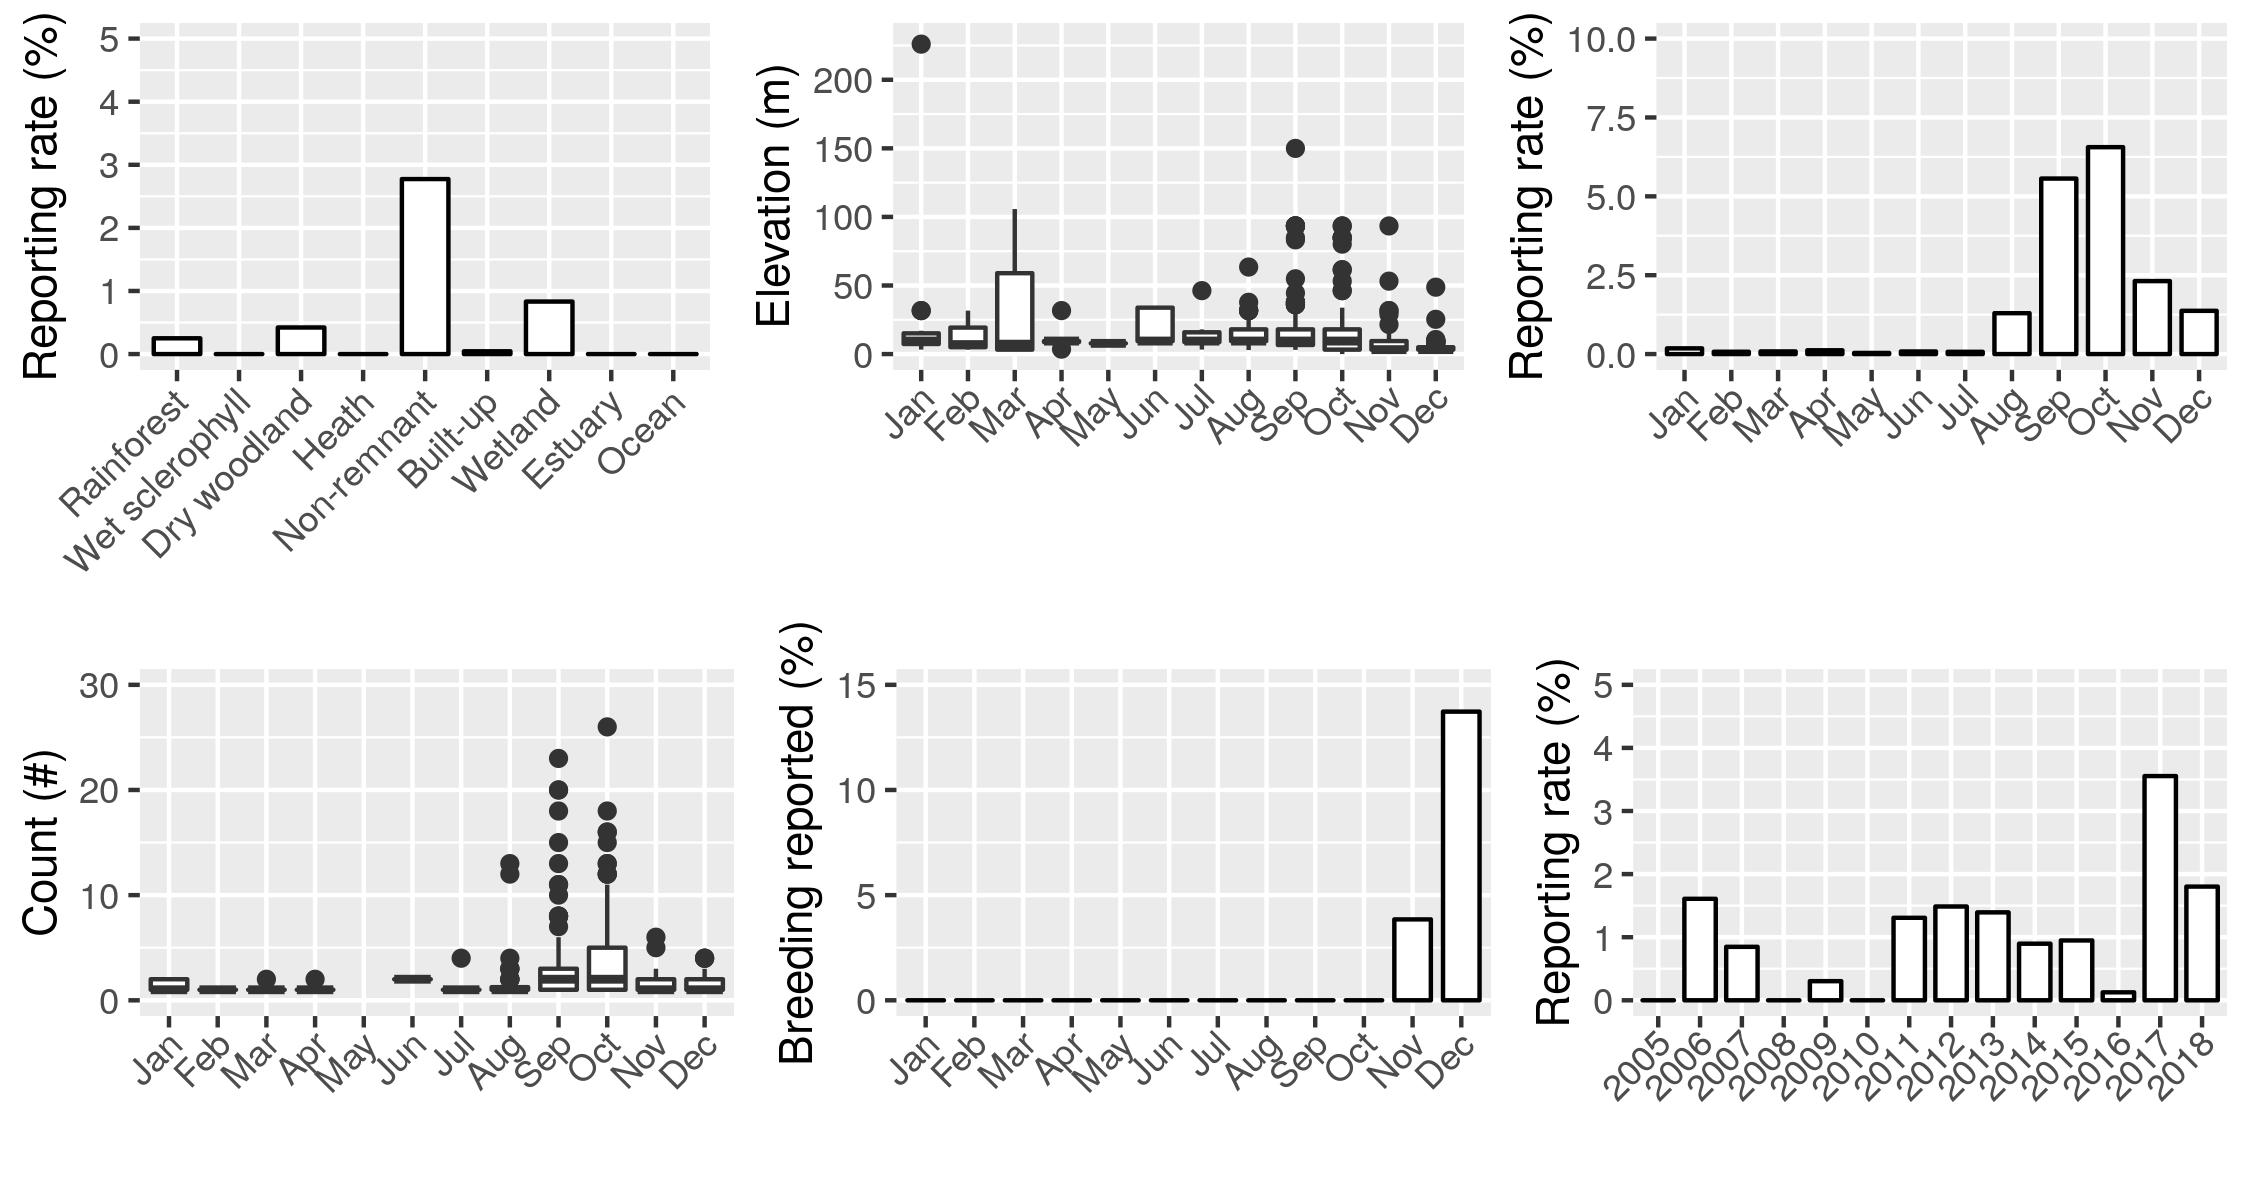 Reporting rate (%)
5
4
3
2
1
0
Rainforest
Wet sclerophyll
Dry woodland
Heath
Non-remnant
Built-up
Wetland
Estuary
Ocean
Elevation (m)
200
150
100
50
0
Jan
Feb
Mar
Apr
May
Jun
Jul
Aug
Sep
Oct
Nov
Dec
Reporting rate (%)
10.0
7.5
5.0
2.5
0.0
Jan
Feb
Mar
Apr
May
Jun
Jul
Aug
Sep
Oct
Nov
Dec
Count (#)
30
20
10
0
Jan
Feb
Mar
Apr
May
Jun
Jul
Aug
Sep
Oct
Nov
Dec
Breeding reported (%)
15
10
5
0
Jan
Feb
Mar
Apr
May
Jun
Jul
Aug
Sep
Oct
Nov
Dec
Reporting rate (%)
5
4
3
2
1
0
2005
2006
2007
2008
2009
2010
2011
2012
2013
2014
2015
2016
2017
2018